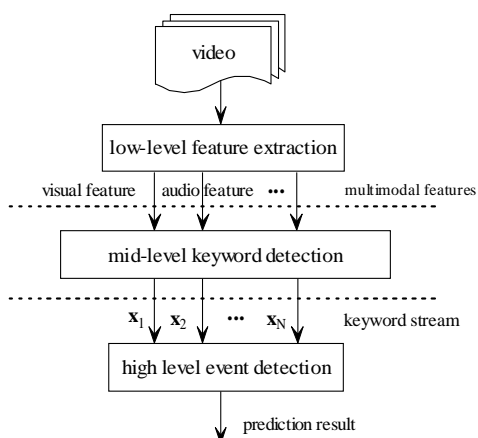 video
low-level feature extraction
visual feature audio feature ... multimodal features
mid-level keyword detection
x1 x2 ... xN keyword stream
high level event detection
prediction result